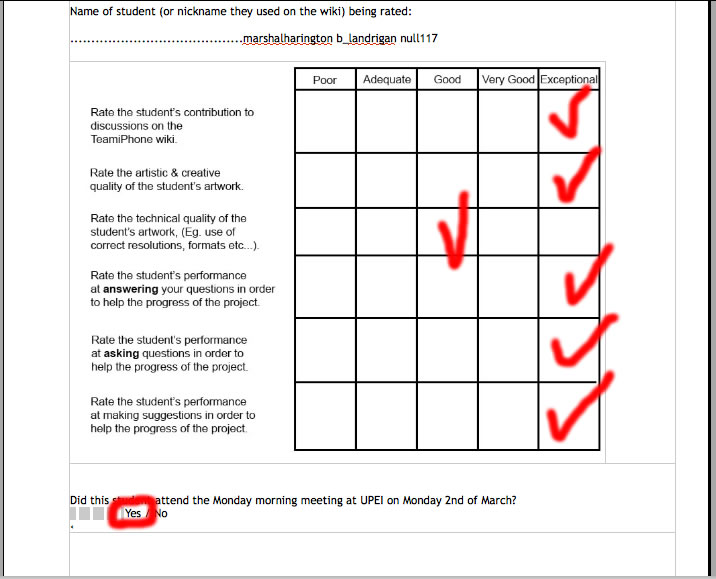 Name of student (or nickname they used on the wiki) being rated:
.........................................marshalharington b_landrigan null117
Poor Adequate Good Very Good Exceptional
Rate the student's contribution to
discussions on the
TeamiPhone wiki.
Rate the artistic & creative
quality of the student's artwork.
Rate the technical quality of the
student's artwork, (Eg. use of
correct resolutions, formats etc...).
Rate the student's performance
at answering your questions in order
to help the progress of the project.
Rate the student's performance
at asking questions in order to
help the progress of the project.
Rate the student's performance
at making suggestions in order to
help the progress of the project.
Did this student attend the Monday morning meeting at UPEI on Monday 2nd of March?
Yes / No